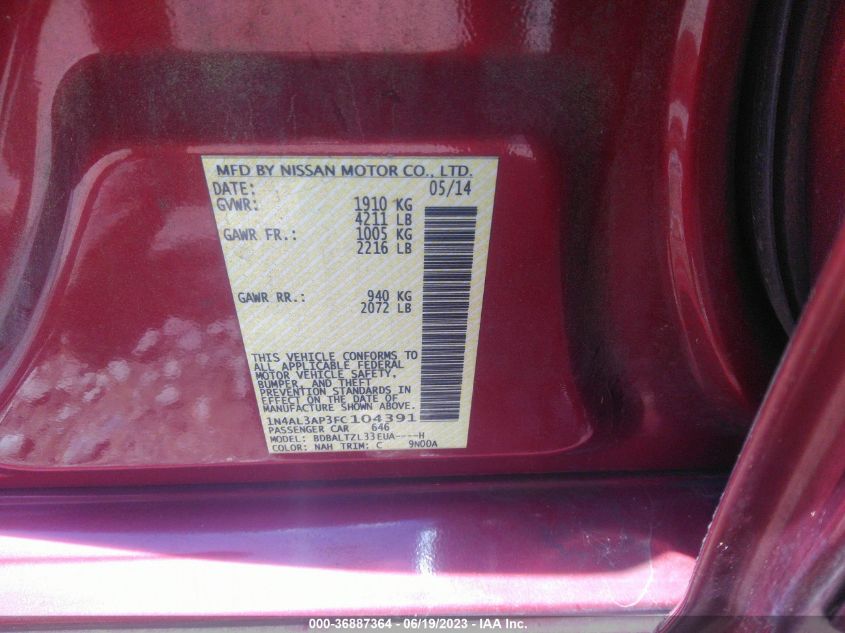 MFD BY NISSAN MOTOR CO., LTD.
DATE: 05/14
GVWR: 1910 KG
4211 LB
GAWR FR.: 1005 KG
2216 LB
GAWR RR.: 940 KG
2072 LB
THIS VEHICLE CONFORMS TO
ALL APPLICABLE FEDERAL
MOTOR VEHICLE SAFETY,
BUMPER, AND THEFT
PREVENTION STANDARDS IN
EFFECT ON THE DATE OF
MANUFACTURE SHOWN ABOVE.
1N4AL3AP3FC104391
PASSENGER CAR 646
MODEL: BDBALTZL33EUA----H
COLOR: NAH TRIM: C 9N00A
000-36887364 - 06/19/2023 - IAA Inc.